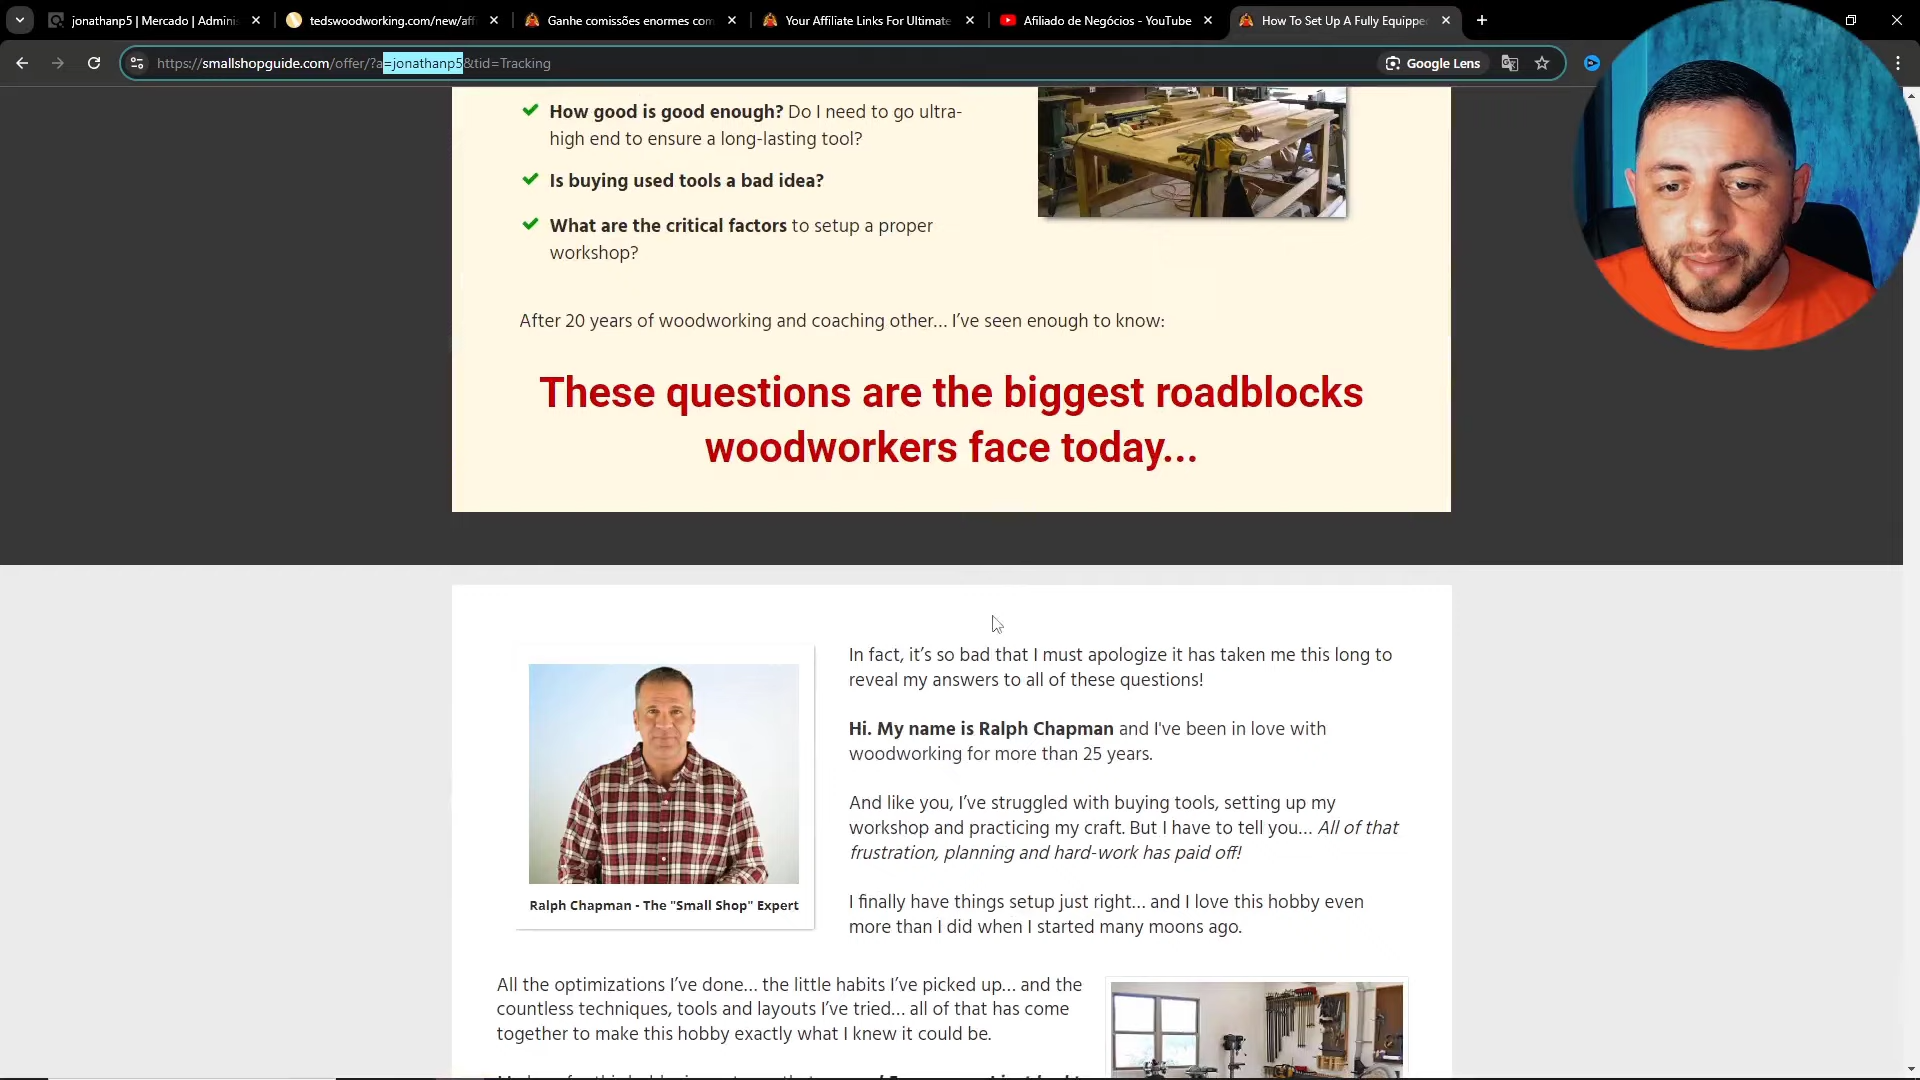 jonathanp5 | Mercado | Admini
tedswoodworking.com/new/aff
Ganhe comissões enormes com
Your Affiliate Links For Ultimate
Afiliado de Negócios - YouTube
How To Set Up A Fully Equippe
https://smallshopguide.com/offer/?a=jonathanp5&tid=Tracking
Google Lens
How good is good enough? Do I need to go ultra-
high end to ensure a long-lasting tool?
Is buying used tools a bad idea?
What are the critical factors to setup a proper
workshop?
After 20 years of woodworking and coaching other... I've seen enough to know:
These questions are the biggest roadblocks
woodworkers face today...
In fact, it's so bad that I must apologize it has taken me this long to
reveal my answers to all of these questions!
Hi. My name is Ralph Chapman and I've been in love with
woodworking for more than 25 years.
And like you, I've struggled with buying tools, setting up my
workshop and practicing my craft. But I have to tell you... All of that
frustration, planning and hard-work has paid off!
Ralph Chapman - The "Small Shop" Expert
I finally have things setup just right... and I love this hobby even
more than I did when I started many moons ago.
All the optimizations I've done... the little habits I've picked up... and the
countless techniques, tools and layouts I've tried... all of that has come
together to make this hobby exactly what I knew it could be.